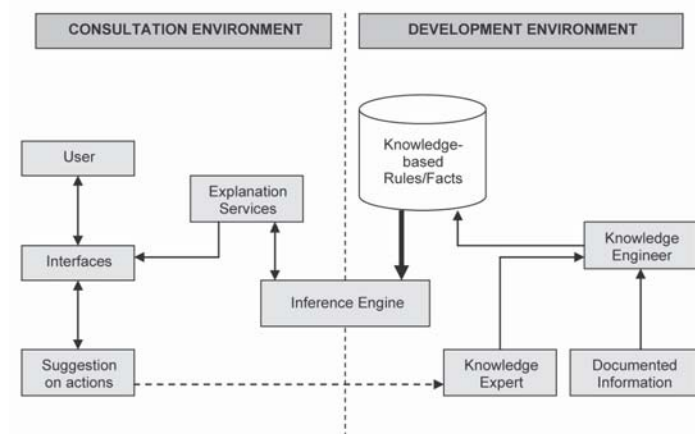 CONSULTATION ENVIRONMENT
DEVELOPMENT ENVIRONMENT
Knowledge-
based
Rules/Facts
User
Explanation
Services
Interfaces
Knowledge
Engineer
Inference Engine
Suggestion
on actions
Knowledge
Expert
Documented
Information